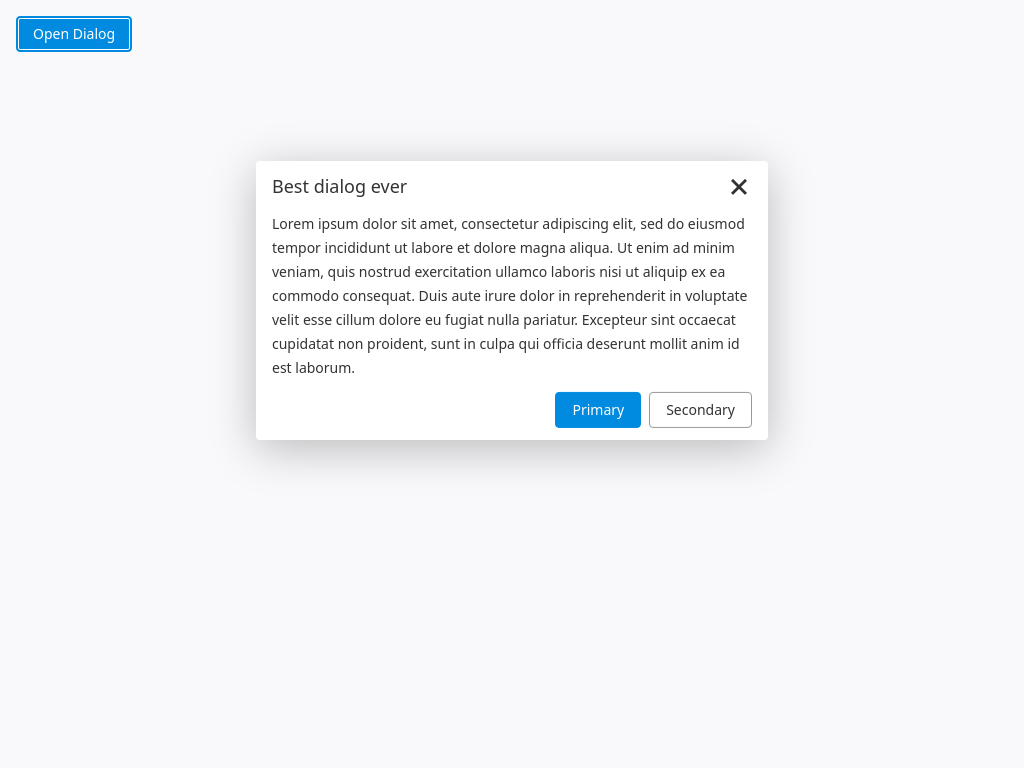 Open Dialog
Best dialog ever
Lorem ipsum dolor sit amet, consectetur adipiscing elit, sed do eiusmod
tempor incididunt ut labore et dolore magna aliqua. Ut enim ad minim
veniam, quis nostrud exercitation ullamco laboris nisi ut aliquip ex ea
commodo consequat. Duis aute irure dolor in reprehenderit in voluptate
velit esse cillum dolore eu fugiat nulla pariatur. Excepteur sint occaecat
cupidatat non proident, sunt in culpa qui officia deserunt mollit anim id
est laborum.
Primary
Secondary